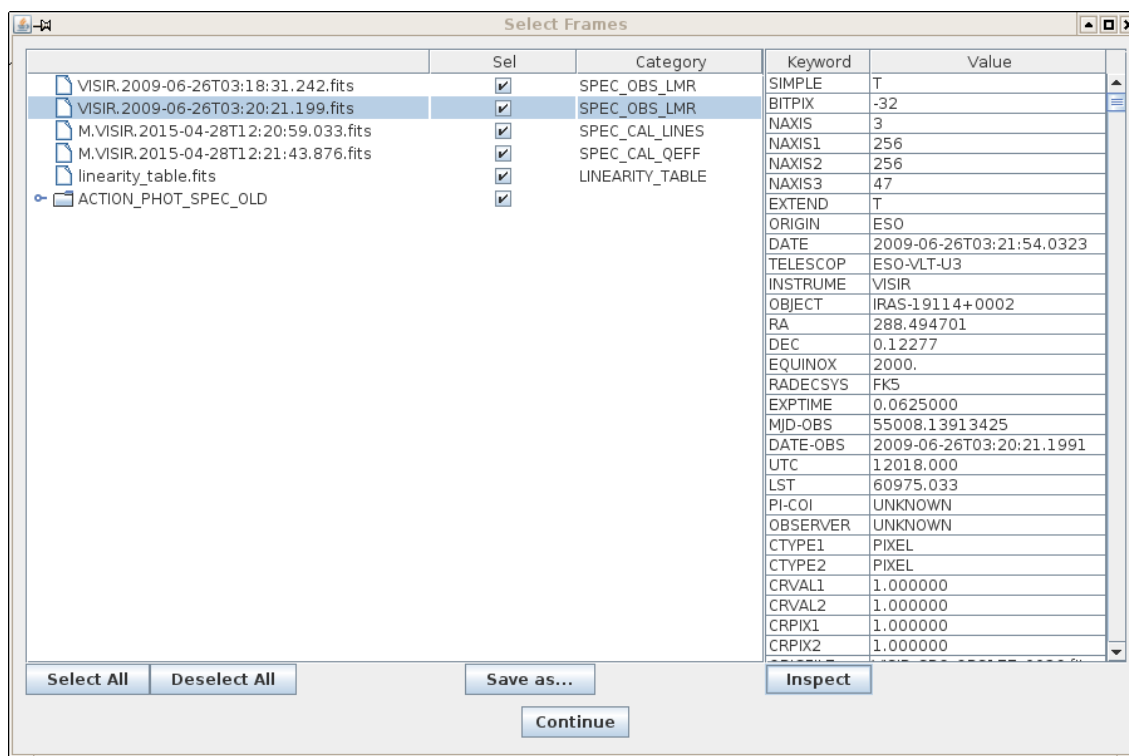 Select Frames
Sel Category
VISIR.2009-06-26T03:18:31.242.fits SPEC_OBS_LMR
VISIR.2009-06-26T03:20:21.199.fits SPEC_OBS_LMR
M.VISIR.2015-04-28T12:20:59.033.fits SPEC_CAL_LINES
M.VISIR.2015-04-28T12:21:43.876.fits SPEC_CAL_QEFF
linearity_table.fits LINEARITY_TABLE
ACTION_PHOT_SPEC_OLD
Keyword Value
SIMPLE T
BITPIX -32
NAXIS 3
NAXIS1 256
NAXIS2 256
NAXIS3 47
EXTEND T
ORIGIN ESO
DATE 2009-06-26T03:21:54.0323
TELESCOP ESO-VLT-U3
INSTRUME VISIR
OBJECT IRAS-19114+0002
RA 288.494701
DEC 0.12277
EQUINOX 2000.
RADECSYS FK5
EXPTIME 0.0625000
MJD-OBS 55008.13913425
DATE-OBS 2009-06-26T03:20:21.1991
UTC 12018.000
LST 60975.033
PI-COI UNKNOWN
OBSERVER UNKNOWN
CTYPE1 PIXEL
CTYPE2 PIXEL
CRVAL1 1.000000
CRVAL2 1.000000
CRPIX1 1.000000
CRPIX2 1.000000
Select All Deselect All Save as... Inspect
Continue